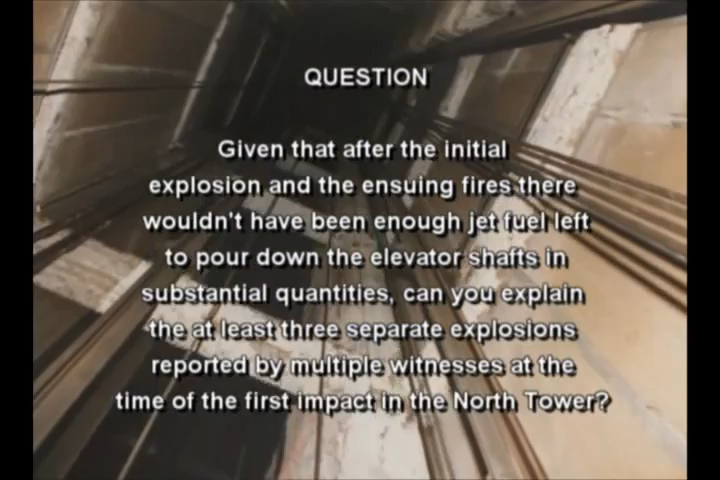 QUESTION
Given that after the initial
explosion and the ensuing fires there
wouldn't have been enough jet fuel left
to pour down the elevator shafts in
substantial quantities, can you explain
the at least three separate explosions
reported by multiple witnesses at the
time of the first impact in the North Tower?